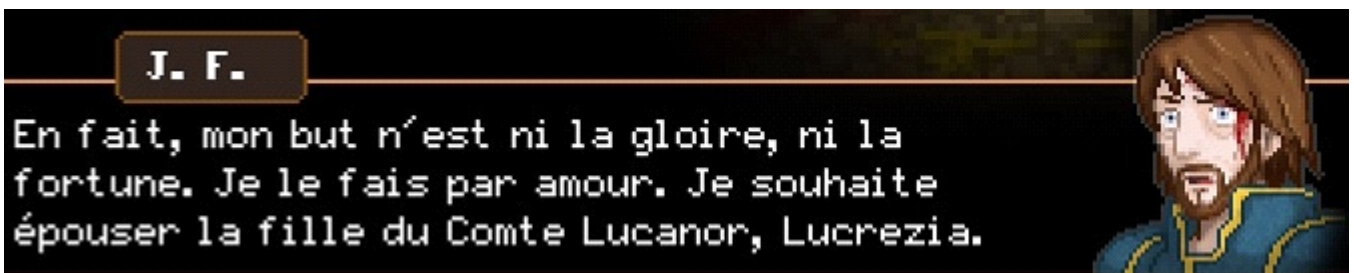 J. F.
En fait, mon but n´est ni la gloire, ni la
fortune. Je le fais par amour. Je souhaite
épouser la fille du Comte Lucanor, Lucrezia.